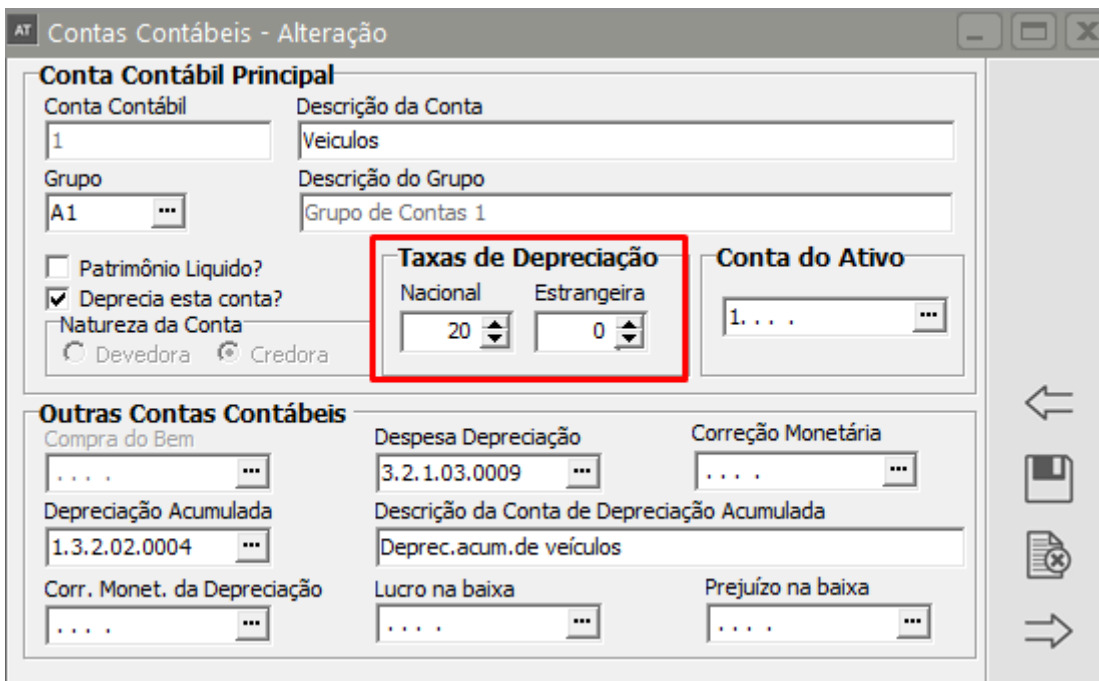 AT Contas Contábeis - Alteração
Conta Contábil Principal
Conta Contábil Descrição da Conta
1 Veiculos
Grupo Descrição do Grupo
A1 ... Grupo de Contas 1
Patrimônio Liquido?
Deprecia esta conta?
Natureza da Conta
Devedora Credora
Taxas de Depreciação
Nacional Estrangeira
20 0
Conta do Ativo
1. . . . ...
Outras Contas Contábeis
Compra do Bem Despesa Depreciação Correção Monetária
. . . . ... 3.2.1.03.0009 ... . . . . ...
Depreciação Acumulada Descrição da Conta de Depreciação Acumulada
1.3.2.02.0004 ... Deprec.acum.de veículos
Corr. Monet. da Depreciação Lucro na baixa Prejuízo na baixa
. . . . ... . . . . ... . . . . ...